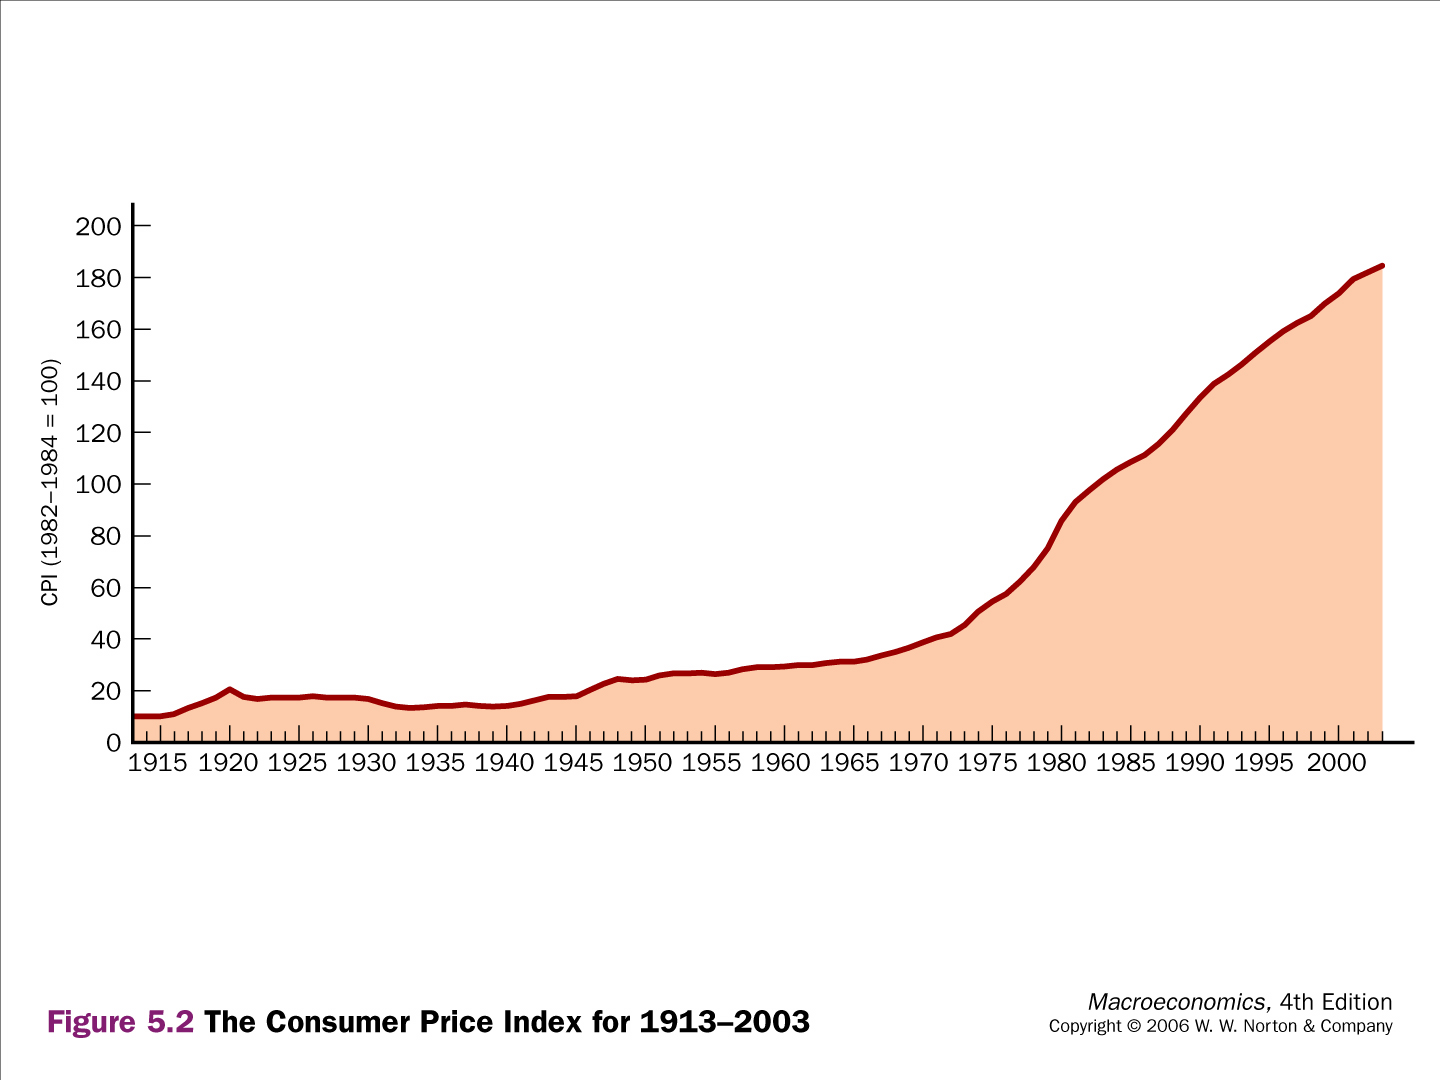 200
180
160
140
120
100
80
60
40
20
0
CPI (1982–1984 = 100)
1915 1920 1925 1930 1935 1940 1945 1950 1955 1960 1965 1970 1975 1980 1985 1990 1995 2000
Figure 5.2 The Consumer Price Index for 1913–2003
Macroeconomics, 4th Edition
Copyright © 2006 W. W. Norton & Company